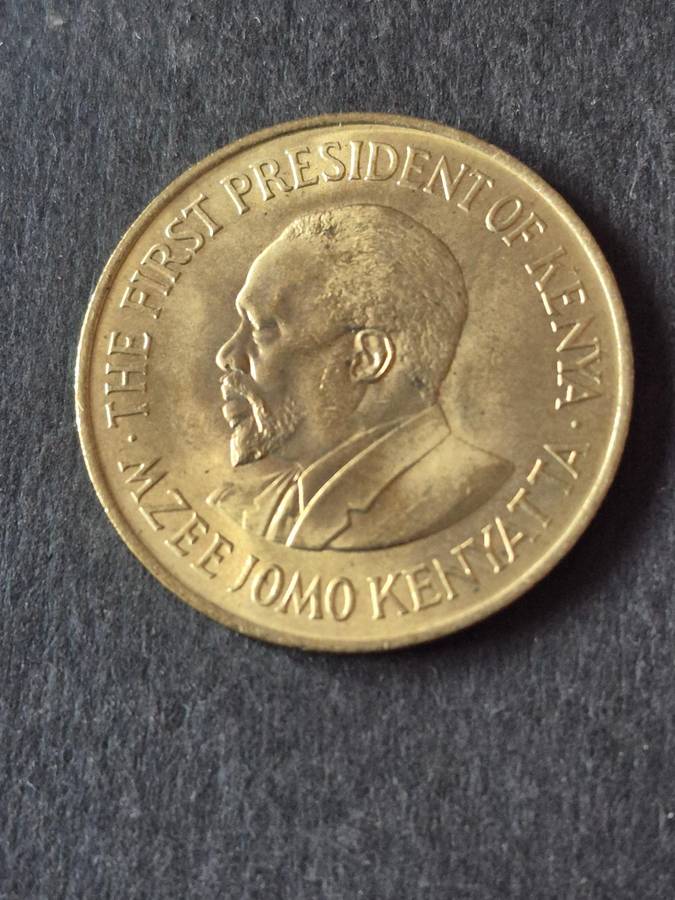 · THE FIRST PRESIDENT OF KENYA ·
MZEE JOMO KENYATTA